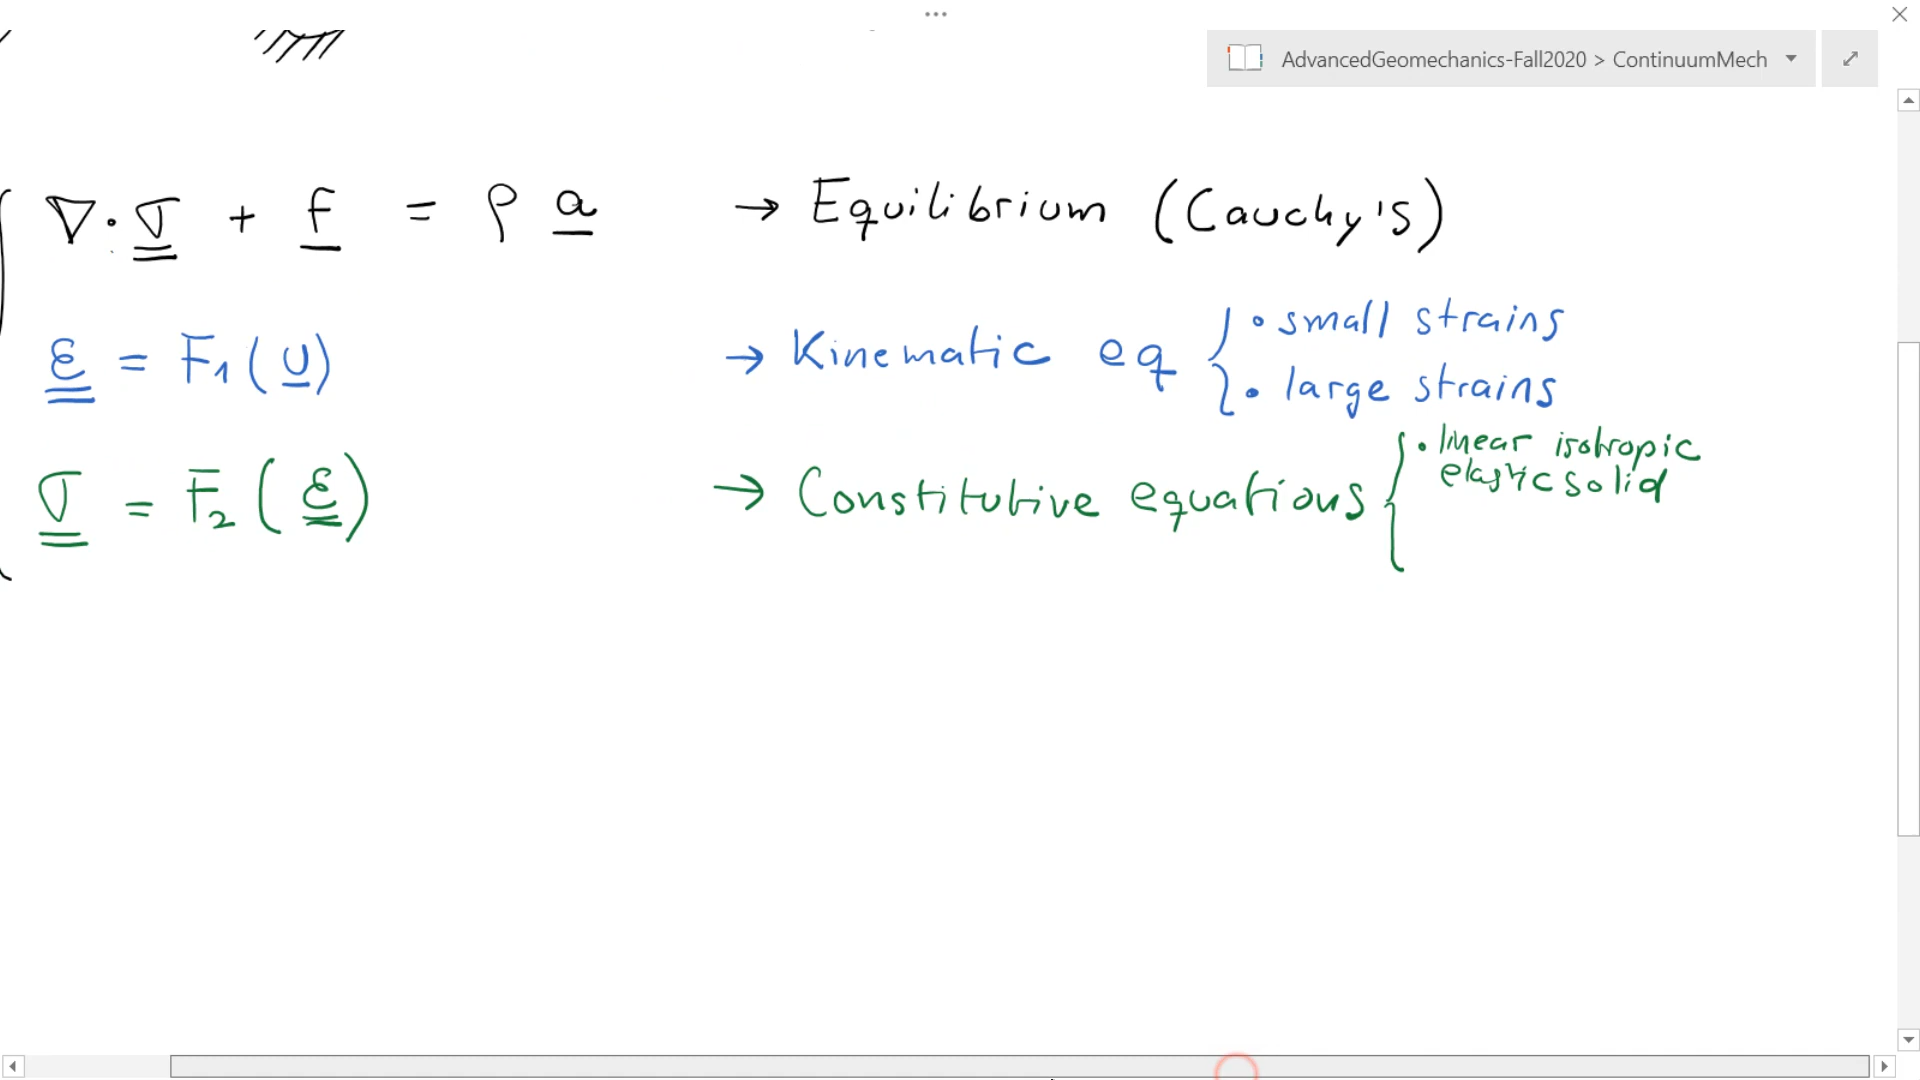 AdvancedGeomechanics-Fall2020 > ContinuumMech
∇·σ + f = ρ a → Equilibrium (Cauchy's)
ε = F₁(u) → Kinematic eq { • small strains
• large strains
σ = F₂(ε) → Constitutive equations { • linear isotropic
elastic solid